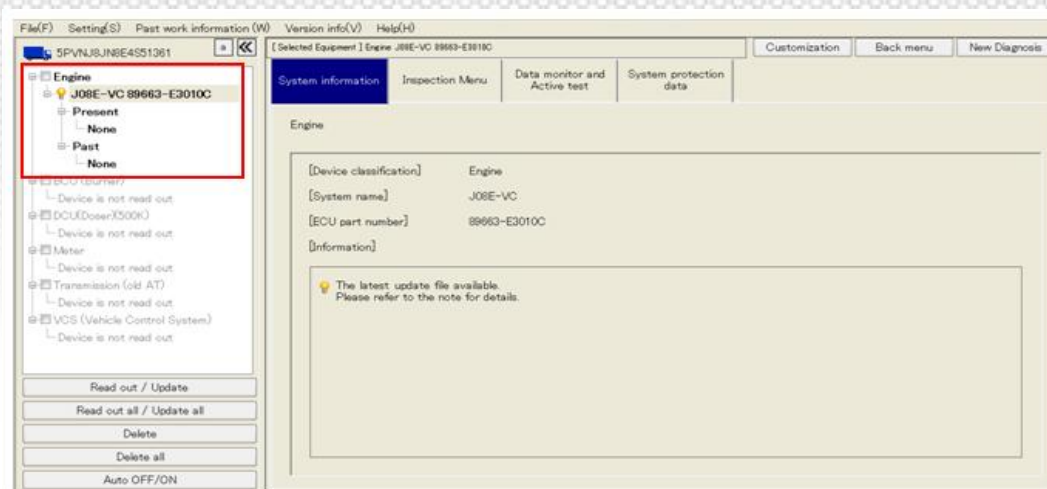 File(F) Setting(S) Past work information (W) Version info(V) Help(H)
5PVNJ8JN8E4S51361
[ Selected Equipment ] Engine J08E-VC 89663-E3010C
Customization
Back menu
New Diagnosis
Engine
J08E-VC 89663-E3010C
Present
None
Past
None
BCU (Burner)
Device is not read out
DCU(Doser)(500K)
Device is not read out
Meter
Device is not read out
Transmission (old AT)
Device is not read out
VCS (Vehicle Control System)
Device is not read out
Read out / Update
Read out all / Update all
Delete
Delete all
Auto OFF/ON
System information
Inspection Menu
Data monitor and
Active test
System protection
data
Engine
[Device classification] Engine
[System name] J08E-VC
[ECU part number] 89663-E3010C
[Information]
The latest update file available.
Please refer to the note for details.